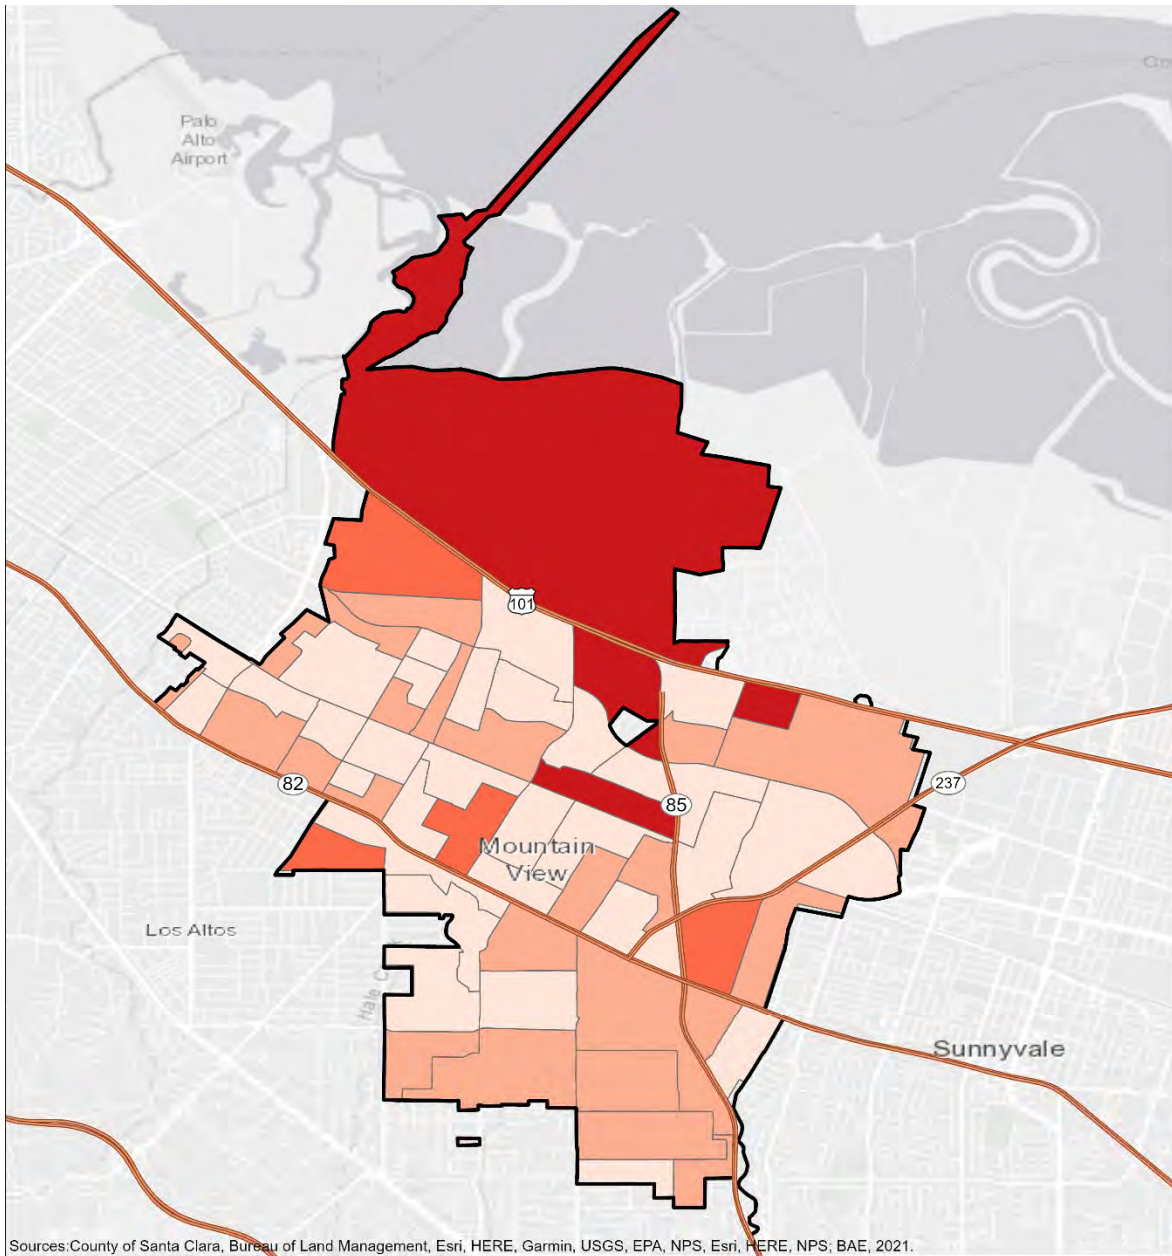 Palo
Alto
Airport
101
82
85
237
Mountain
View
Los Altos
Hale C
Sunnyvale
Sources:County of Santa Clara, Bureau of Land Management, Esri, HERE, Garmin, USGS, EPA, NPS, Esri, HERE, NPS; BAE, 2021.